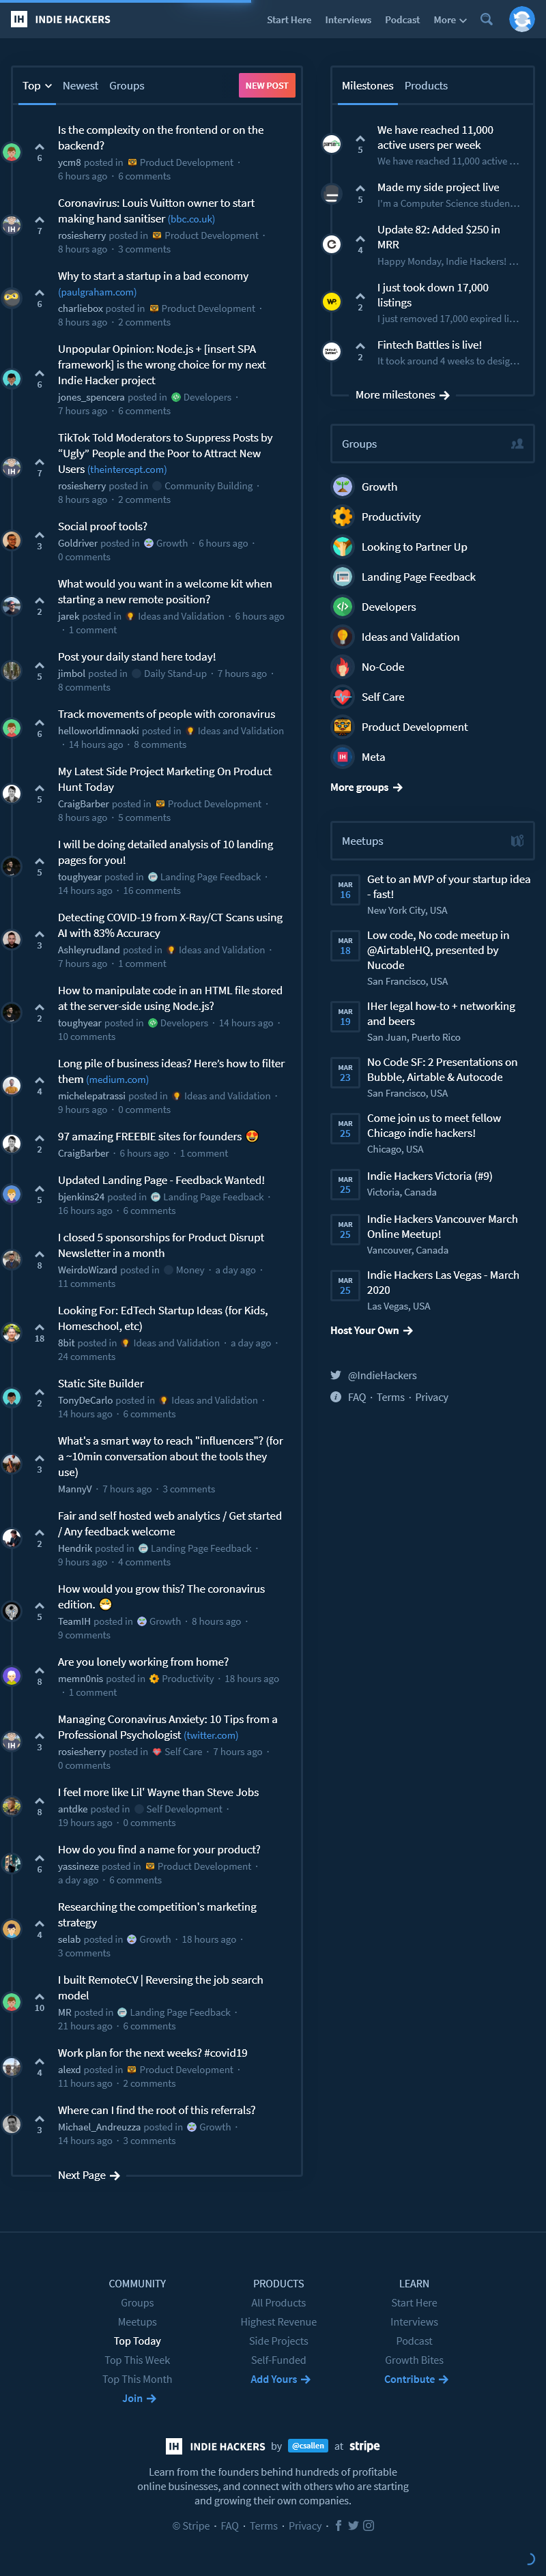 IH INDIE HACKERS
Start Here Interviews Podcast More
Top Newest Groups NEW POST
Is the complexity on the frontend or on the
backend?
6
ycm8 posted in Product Development ·
6 hours ago · 6 comments
Coronavirus: Louis Vuitton owner to start
making hand sanitiser (bbc.co.uk)
7
rosiesherry posted in Product Development ·
8 hours ago · 3 comments
Why to start a startup in a bad economy
(paulgraham.com)
6
charliebox posted in Product Development ·
8 hours ago · 2 comments
Unpopular Opinion: Node.js + [insert SPA
framework] is the wrong choice for my next
Indie Hacker project
6
jones_spencera posted in Developers ·
7 hours ago · 6 comments
TikTok Told Moderators to Suppress Posts by
"Ugly" People and the Poor to Attract New
Users (theintercept.com)
7
rosiesherry posted in Community Building ·
8 hours ago · 2 comments
Social proof tools?
3
Goldriver posted in Growth · 6 hours ago ·
0 comments
What would you want in a welcome kit when
starting a new remote position?
2
jarek posted in Ideas and Validation · 6 hours ago
· 1 comment
Post your daily stand here today!
5
jimbol posted in Daily Stand-up · 7 hours ago ·
8 comments
Track movements of people with coronavirus
6
helloworldimnaoki posted in Ideas and Validation
· 14 hours ago · 8 comments
My Latest Side Project Marketing On Product
Hunt Today
5
CraigBarber posted in Product Development ·
8 hours ago · 5 comments
I will be doing detailed analysis of 10 landing
pages for you!
5
toughyear posted in Landing Page Feedback ·
14 hours ago · 16 comments
Detecting COVID-19 from X-Ray/CT Scans using
AI with 83% Accuracy
3
Ashleyrudland posted in Ideas and Validation ·
7 hours ago · 1 comment
How to manipulate code in an HTML file stored
at the server-side using Node.js?
2
toughyear posted in Developers · 14 hours ago ·
10 comments
Long pile of business ideas? Here's how to filter
them (medium.com)
4
michelepatrassi posted in Ideas and Validation ·
9 hours ago · 0 comments
97 amazing FREEBIE sites for founders 🤩
2
CraigBarber · 6 hours ago · 1 comment
Updated Landing Page - Feedback Wanted!
5
bjenkins24 posted in Landing Page Feedback ·
16 hours ago · 6 comments
I closed 5 sponsorships for Product Disrupt
Newsletter in a month
8
WeirdoWizard posted in Money · a day ago ·
11 comments
Looking For: EdTech Startup Ideas (for Kids,
Homeschool, etc)
18
8bit posted in Ideas and Validation · a day ago ·
24 comments
Static Site Builder
2
TonyDeCarlo posted in Ideas and Validation ·
14 hours ago · 6 comments
What's a smart way to reach "influencers"? (for
a ~10min conversation about the tools they
use)
3
MannyV · 7 hours ago · 3 comments
Fair and self hosted web analytics / Get started
/ Any feedback welcome
2
Hendrik posted in Landing Page Feedback ·
9 hours ago · 4 comments
How would you grow this? The coronavirus
edition. 😷
5
TeamIH posted in Growth · 8 hours ago ·
9 comments
Are you lonely working from home?
8
memn0nis posted in Productivity · 18 hours ago
· 1 comment
Managing Coronavirus Anxiety: 10 Tips from a
Professional Psychologist (twitter.com)
3
rosiesherry posted in Self Care · 7 hours ago ·
0 comments
I feel more like Lil' Wayne than Steve Jobs
8
antdke posted in Self Development ·
19 hours ago · 0 comments
How do you find a name for your product?
6
yassineze posted in Product Development ·
a day ago · 6 comments
Researching the competition's marketing
strategy
4
selab posted in Growth · 18 hours ago ·
3 comments
I built RemoteCV | Reversing the job search
model
10
MR posted in Landing Page Feedback ·
21 hours ago · 6 comments
Work plan for the next weeks? #covid19
4
alexd posted in Product Development ·
11 hours ago · 2 comments
Where can I find the root of this referrals?
3
Michael_Andreuzza posted in Growth ·
14 hours ago · 3 comments
Next Page
Milestones Products
We have reached 11,000
active users per week
5
We have reached 11,000 active …
Made my side project live
5
I'm a Computer Science studen…
Update 82: Added $250 in
MRR
4
Happy Monday, Indie Hackers! …
I just took down 17,000
listings
2
I just removed 17,000 expired li…
Fintech Battles is live!
2
It took around 4 weeks to desig…
More milestones
Groups
Growth
Productivity
Looking to Partner Up
Landing Page Feedback
Developers
Ideas and Validation
No-Code
Self Care
Product Development
Meta
More groups
Meetups
MAR
16
Get to an MVP of your startup idea
- fast!
New York City, USA
MAR
18
Low code, No code meetup in
@AirtableHQ, presented by
Nucode
San Francisco, USA
MAR
19
IHer legal how-to + networking
and beers
San Juan, Puerto Rico
MAR
23
No Code SF: 2 Presentations on
Bubble, Airtable & Autocode
San Francisco, USA
MAR
25
Come join us to meet fellow
Chicago indie hackers!
Chicago, USA
MAR
25
Indie Hackers Victoria (#9)
Victoria, Canada
MAR
25
Indie Hackers Vancouver March
Online Meetup!
Vancouver, Canada
MAR
25
Indie Hackers Las Vegas - March
2020
Las Vegas, USA
Host Your Own
@IndieHackers
FAQ · Terms · Privacy
COMMUNITY
Groups
Meetups
Top Today
Top This Week
Top This Month
Join
PRODUCTS
All Products
Highest Revenue
Side Projects
Self-Funded
Add Yours
LEARN
Start Here
Interviews
Podcast
Growth Bites
Contribute
IH INDIE HACKERS by @csallen at stripe
Learn from the founders behind hundreds of profitable
online businesses, and connect with others who are starting
and growing their own companies.
© Stripe · FAQ · Terms · Privacy ·